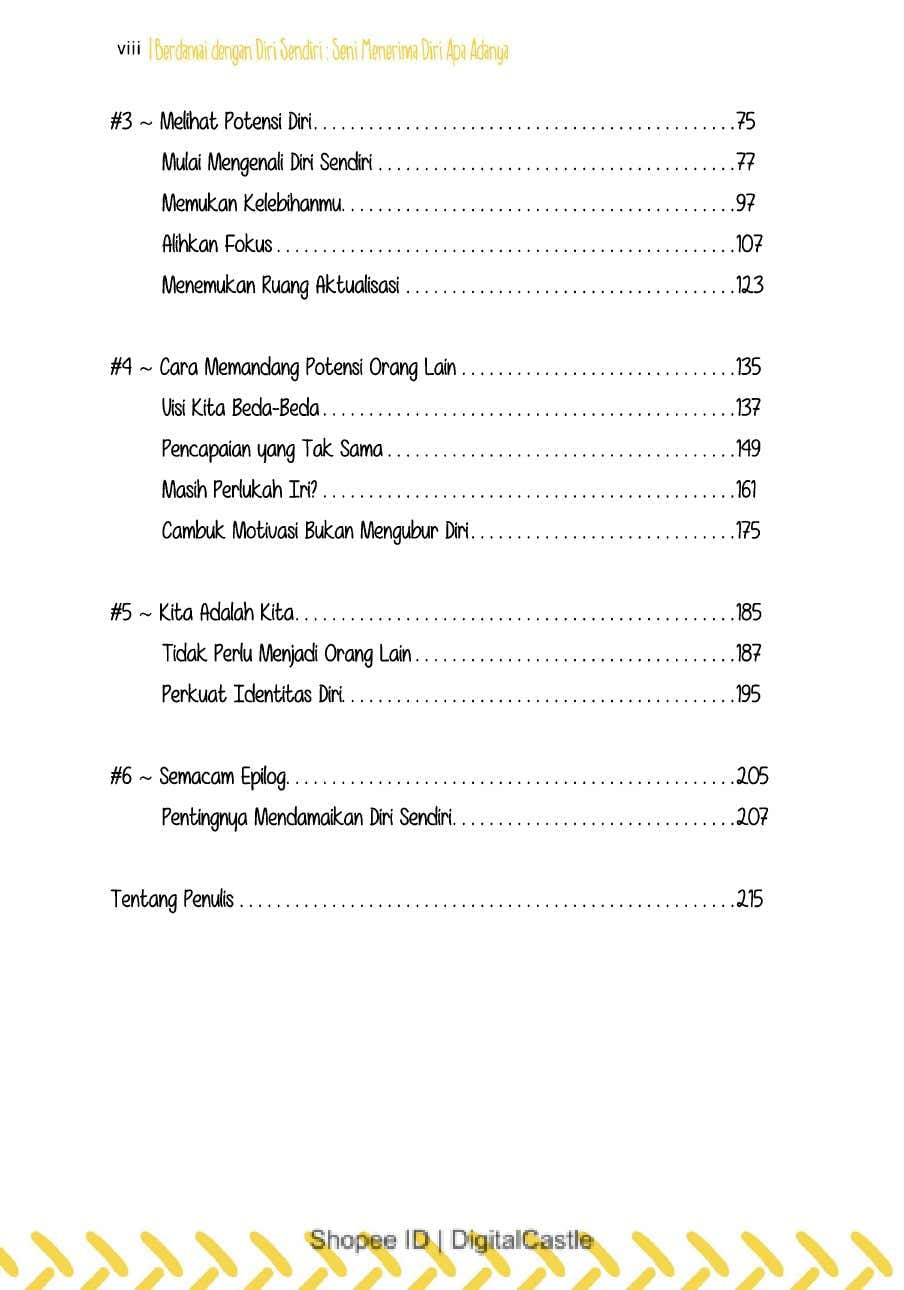 viii | Berdamai dengan Diri Sendiri : Seni Menerima Diri Apa Adanya
#3 ~ Melihat Potensi Diri. . . . . . . . . . . . . . . . . . . . . . . . . . . . . . . . . . . . . . . . . . . . . .75
Mulai Mengenali Diri Sendiri . . . . . . . . . . . . . . . . . . . . . . . . . . . . . . . . . . . . . . .77
Memukan Kelebihanmu. . . . . . . . . . . . . . . . . . . . . . . . . . . . . . . . . . . . . . . . . . .97
Alihkan Fokus . . . . . . . . . . . . . . . . . . . . . . . . . . . . . . . . . . . . . . . . . . . . . . . . . .107
Menemukan Ruang Aktualisasi . . . . . . . . . . . . . . . . . . . . . . . . . . . . . . . . . . . .123
#4 ~ Cara Memandang Potensi Orang Lain . . . . . . . . . . . . . . . . . . . . . . . . . . . . . .135
Visi Kita Beda-Beda . . . . . . . . . . . . . . . . . . . . . . . . . . . . . . . . . . . . . . . . . . . . .137
Pencapaian yang Tak Sama . . . . . . . . . . . . . . . . . . . . . . . . . . . . . . . . . . . . . .149
Masih Perlukah Iri? . . . . . . . . . . . . . . . . . . . . . . . . . . . . . . . . . . . . . . . . . . . . .161
Cambuk Motivasi Bukan Mengubur Diri. . . . . . . . . . . . . . . . . . . . . . . . . . . . .175
#5 ~ Kita Adalah Kita. . . . . . . . . . . . . . . . . . . . . . . . . . . . . . . . . . . . . . . . . . . . . . . .185
Tidak Perlu Menjadi Orang Lain . . . . . . . . . . . . . . . . . . . . . . . . . . . . . . . . . . .187
Perkuat Identitas Diri. . . . . . . . . . . . . . . . . . . . . . . . . . . . . . . . . . . . . . . . . . .195
#6 ~ Semacam Epilog. . . . . . . . . . . . . . . . . . . . . . . . . . . . . . . . . . . . . . . . . . . . . . . . .205
Pentingnya Mendamaikan Diri Sendiri. . . . . . . . . . . . . . . . . . . . . . . . . . . . . . .207
Tentang Penulis . . . . . . . . . . . . . . . . . . . . . . . . . . . . . . . . . . . . . . . . . . . . . . . . . . . . . .215
Shopee ID | DigitalCastle